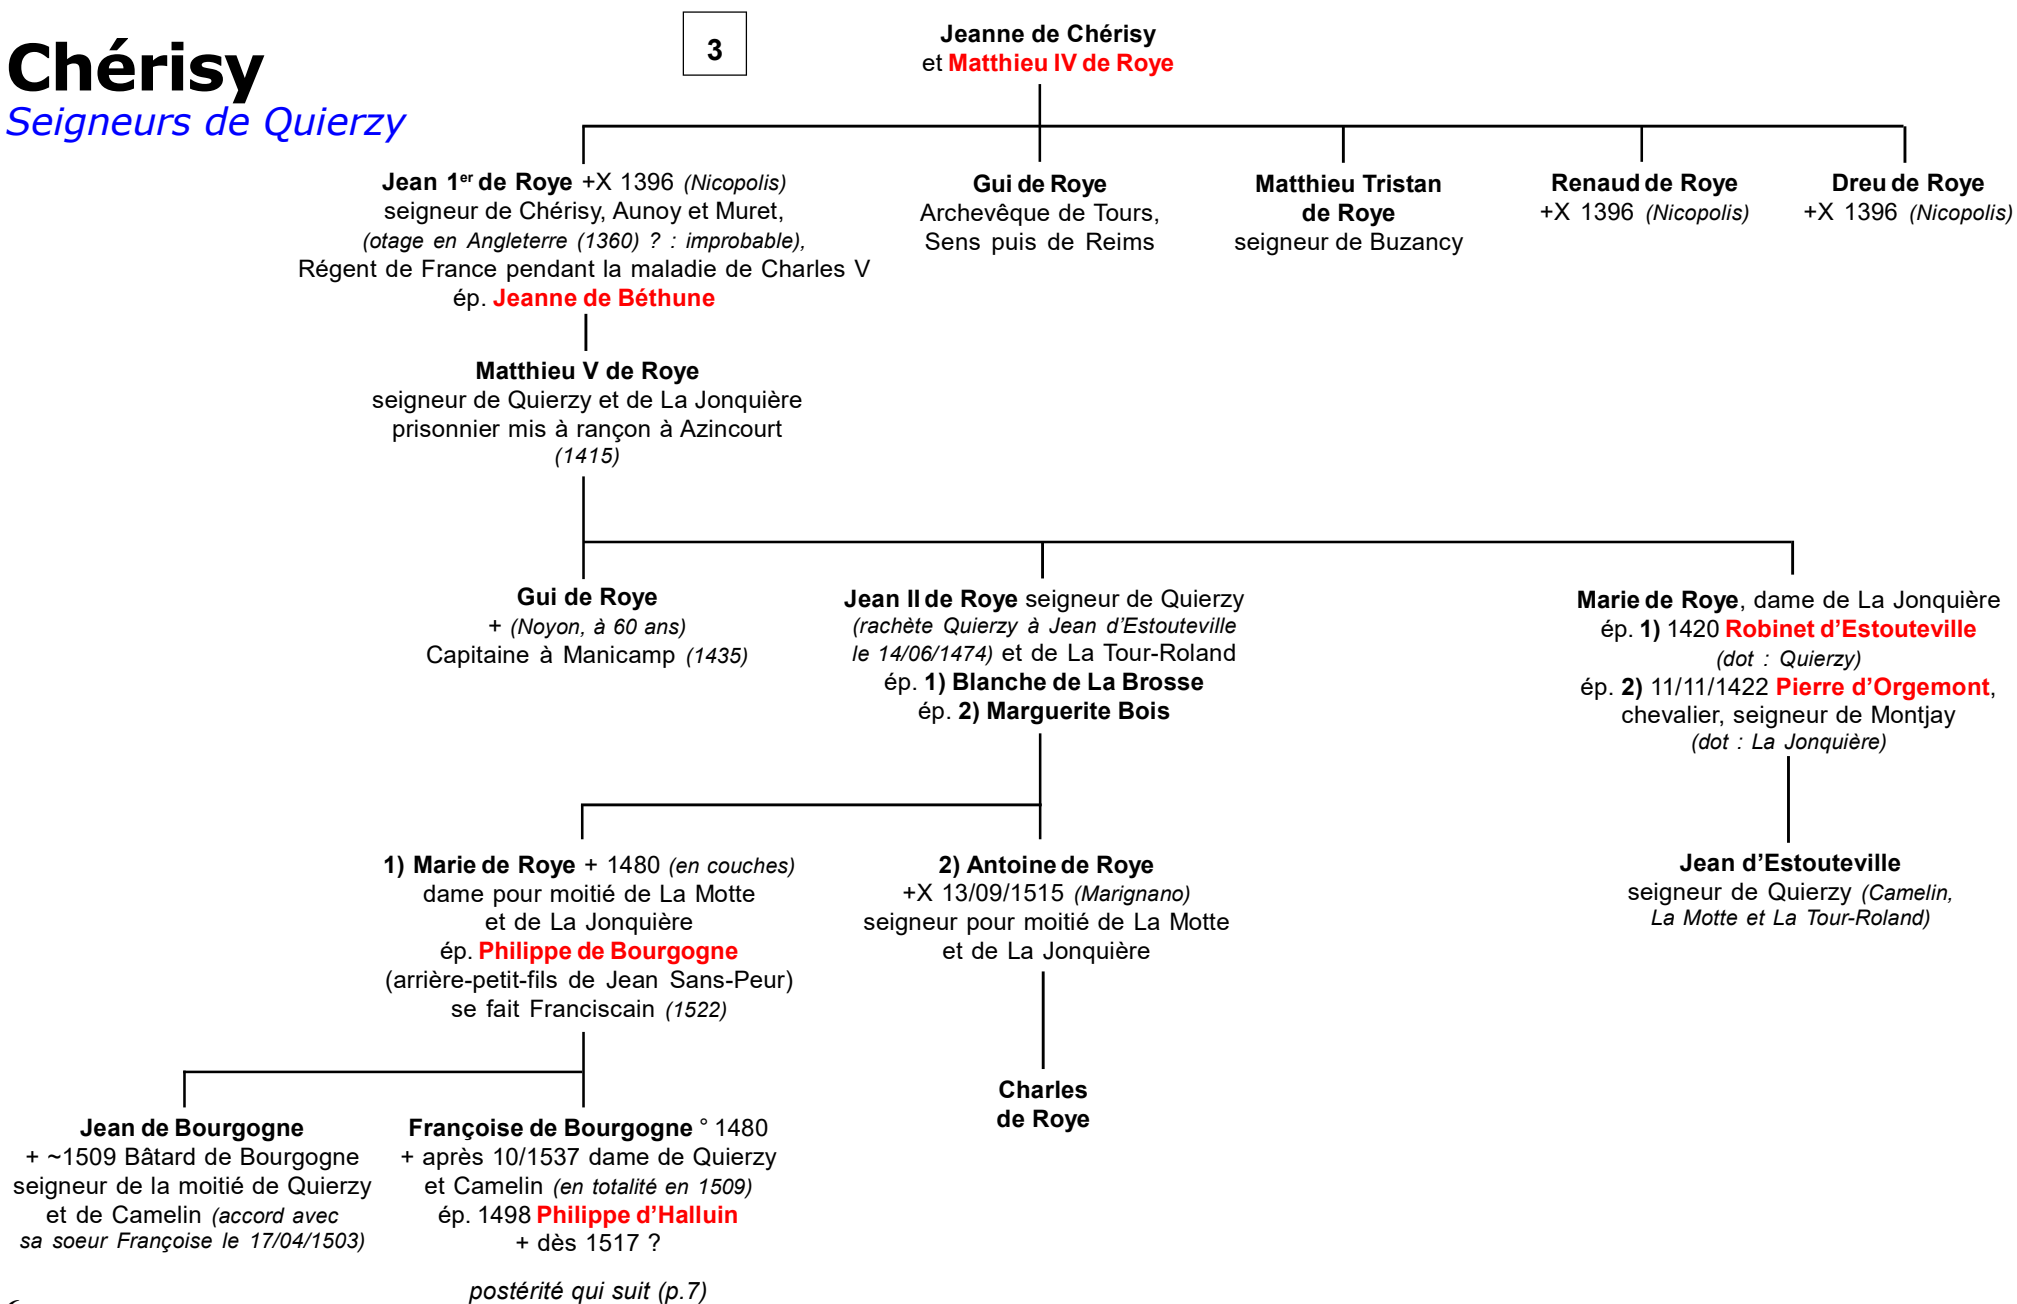 Chérisy
Seigneurs de Quierzy
3
Jeanne de Chérisy
et Matthieu IV de Roye
Jean 1er de Roye +X 1396 (Nicopolis)
seigneur de Chérisy, Aunoy et Muret,
(otage en Angleterre (1360) ? : improbable),
Régent de France pendant la maladie de Charles V
ép. Jeanne de Béthune
Gui de Roye
Archevêque de Tours,
Sens puis de Reims
Matthieu Tristan
de Roye
seigneur de Buzancy
Renaud de Roye
+X 1396 (Nicopolis)
Dreu de Roye
+X 1396 (Nicopolis)
Matthieu V de Roye
seigneur de Quierzy et de La Jonquière
prisonnier mis à rançon à Azincourt
(1415)
Gui de Roye
+ (Noyon, à 60 ans)
Capitaine à Manicamp (1435)
Jean II de Roye seigneur de Quierzy
(rachète Quierzy à Jean d’Estouteville
le 14/06/1474) et de La Tour-Roland
ép. 1) Blanche de La Brosse
ép. 2) Marguerite Bois
Marie de Roye, dame de La Jonquière
ép. 1) 1420 Robinet d’Estouteville
(dot : Quierzy)
ép. 2) 11/11/1422 Pierre d’Orgemont,
chevalier, seigneur de Montjay
(dot : La Jonquière)
1) Marie de Roye + 1480 (en couches)
dame pour moitié de La Motte
et de La Jonquière
ép. Philippe de Bourgogne
(arrière-petit-fils de Jean Sans-Peur)
se fait Franciscain (1522)
2) Antoine de Roye
+X 13/09/1515 (Marignano)
seigneur pour moitié de La Motte
et de La Jonquière
Jean d’Estouteville
seigneur de Quierzy (Camelin,
La Motte et La Tour-Roland)
Charles
de Roye
Jean de Bourgogne
+ ~1509 Bâtard de Bourgogne
seigneur de la moitié de Quierzy
et de Camelin (accord avec
sa soeur Françoise le 17/04/1503)
Françoise de Bourgogne ° 1480
+ après 10/1537 dame de Quierzy
et Camelin (en totalité en 1509)
ép. 1498 Philippe d’Halluin
+ dès 1517 ?
postérité qui suit (p.7)